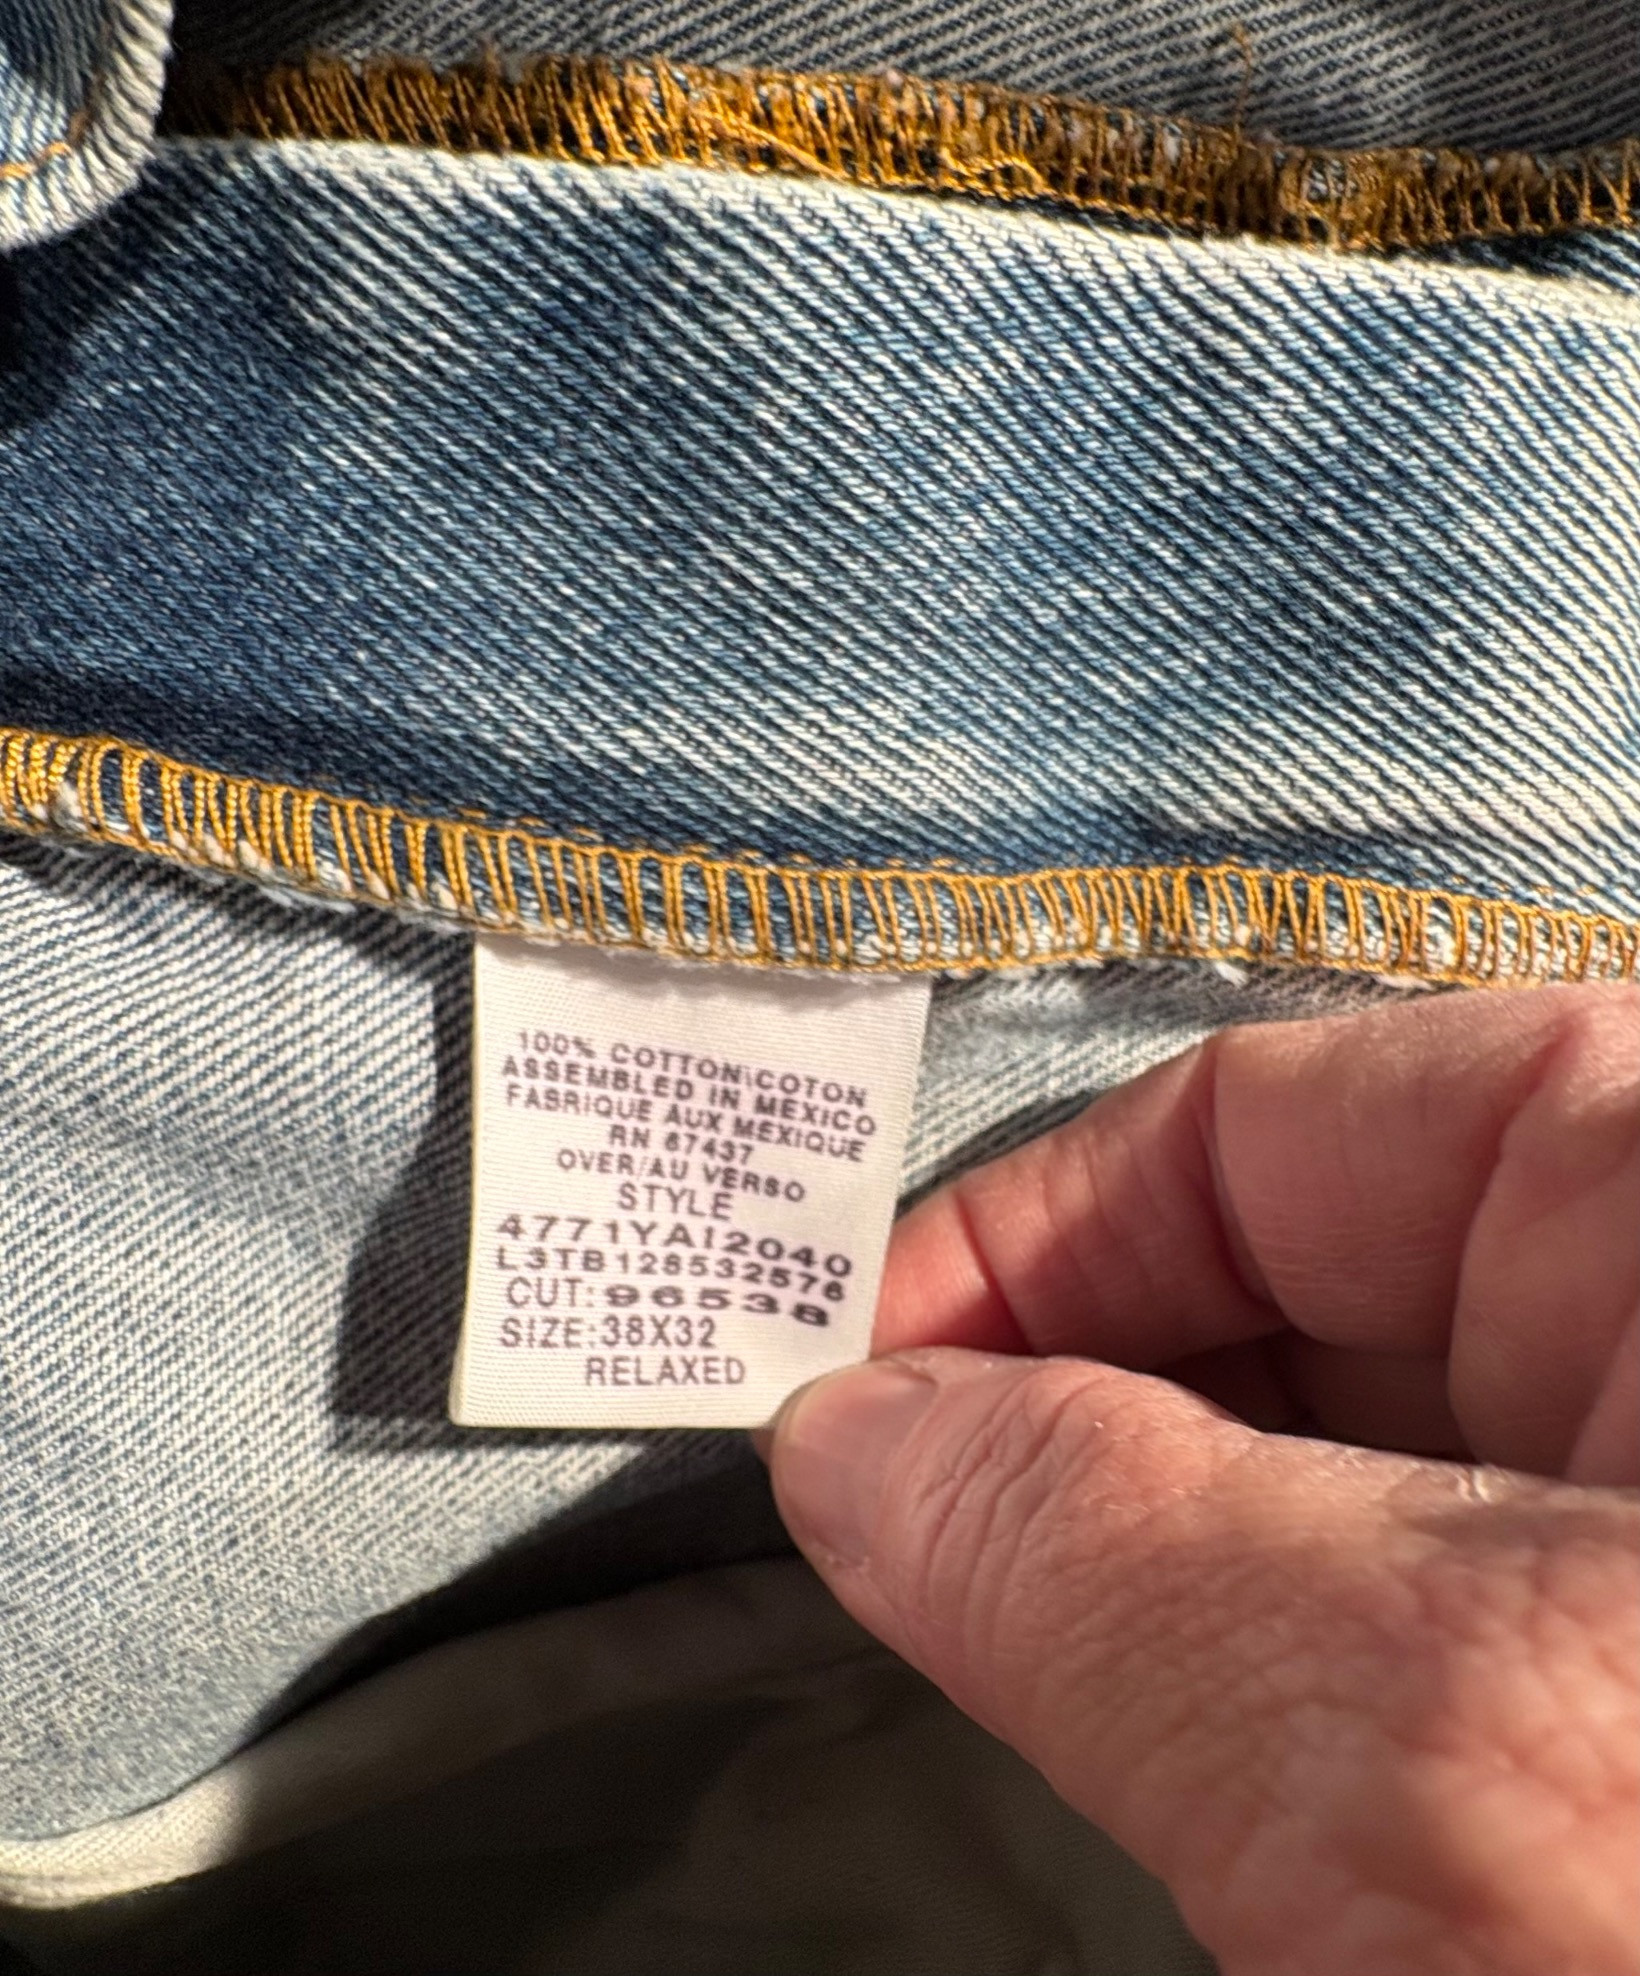 100% COTTON\COTON
ASSEMBLED IN MEXICO
FABRIQUE AUX MEXIQUE
RN 67437
OVER/AU VERSO
STYLE
4771YAI2040
L3TB128532578
CUT:96538
SIZE:38X32
RELAXED